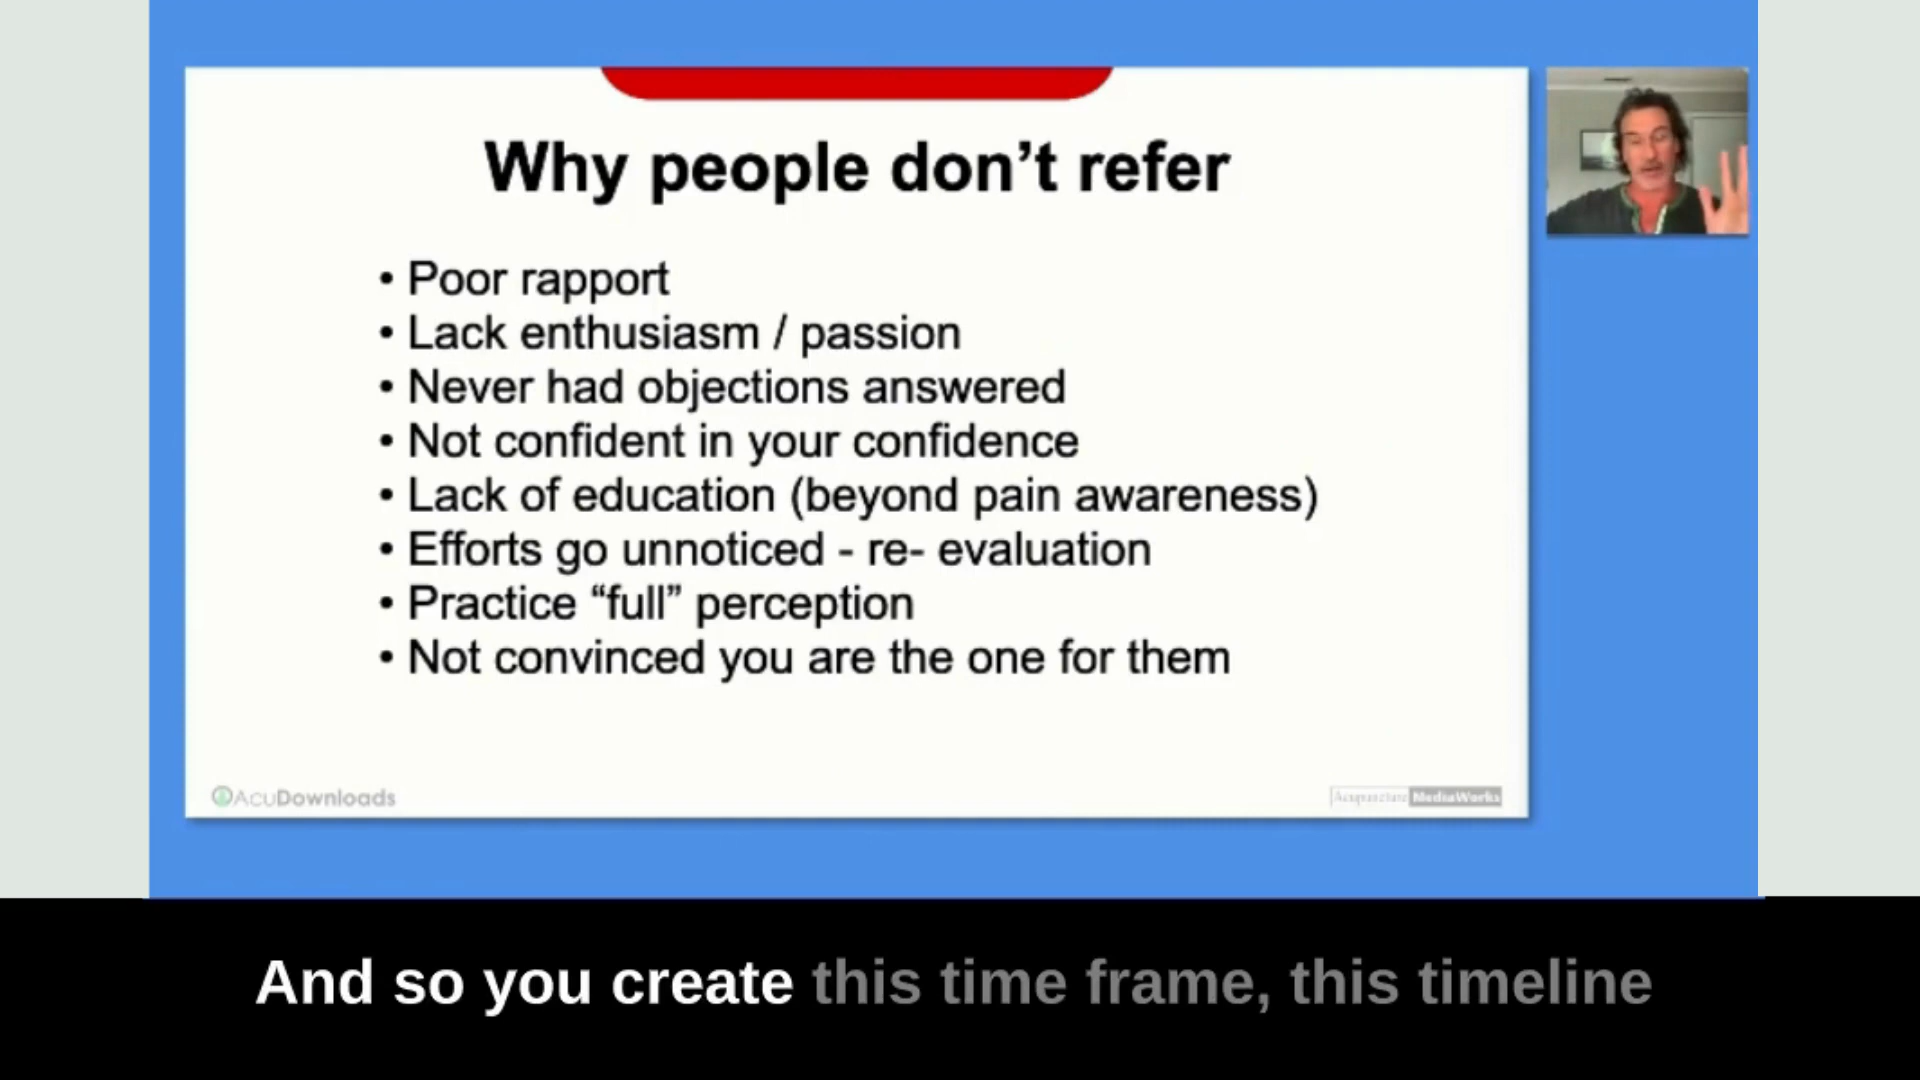 Why people don’t refer
• Poor rapport
• Lack enthusiasm / passion
• Never had objections answered
• Not confident in your confidence
• Lack of education (beyond pain awareness)
• Efforts go unnoticed - re- evaluation
• Practice “full” perception
• Not convinced you are the one for them
AcuDownloads
Acupuncture MediaWorks
And so you create this time frame, this timeline